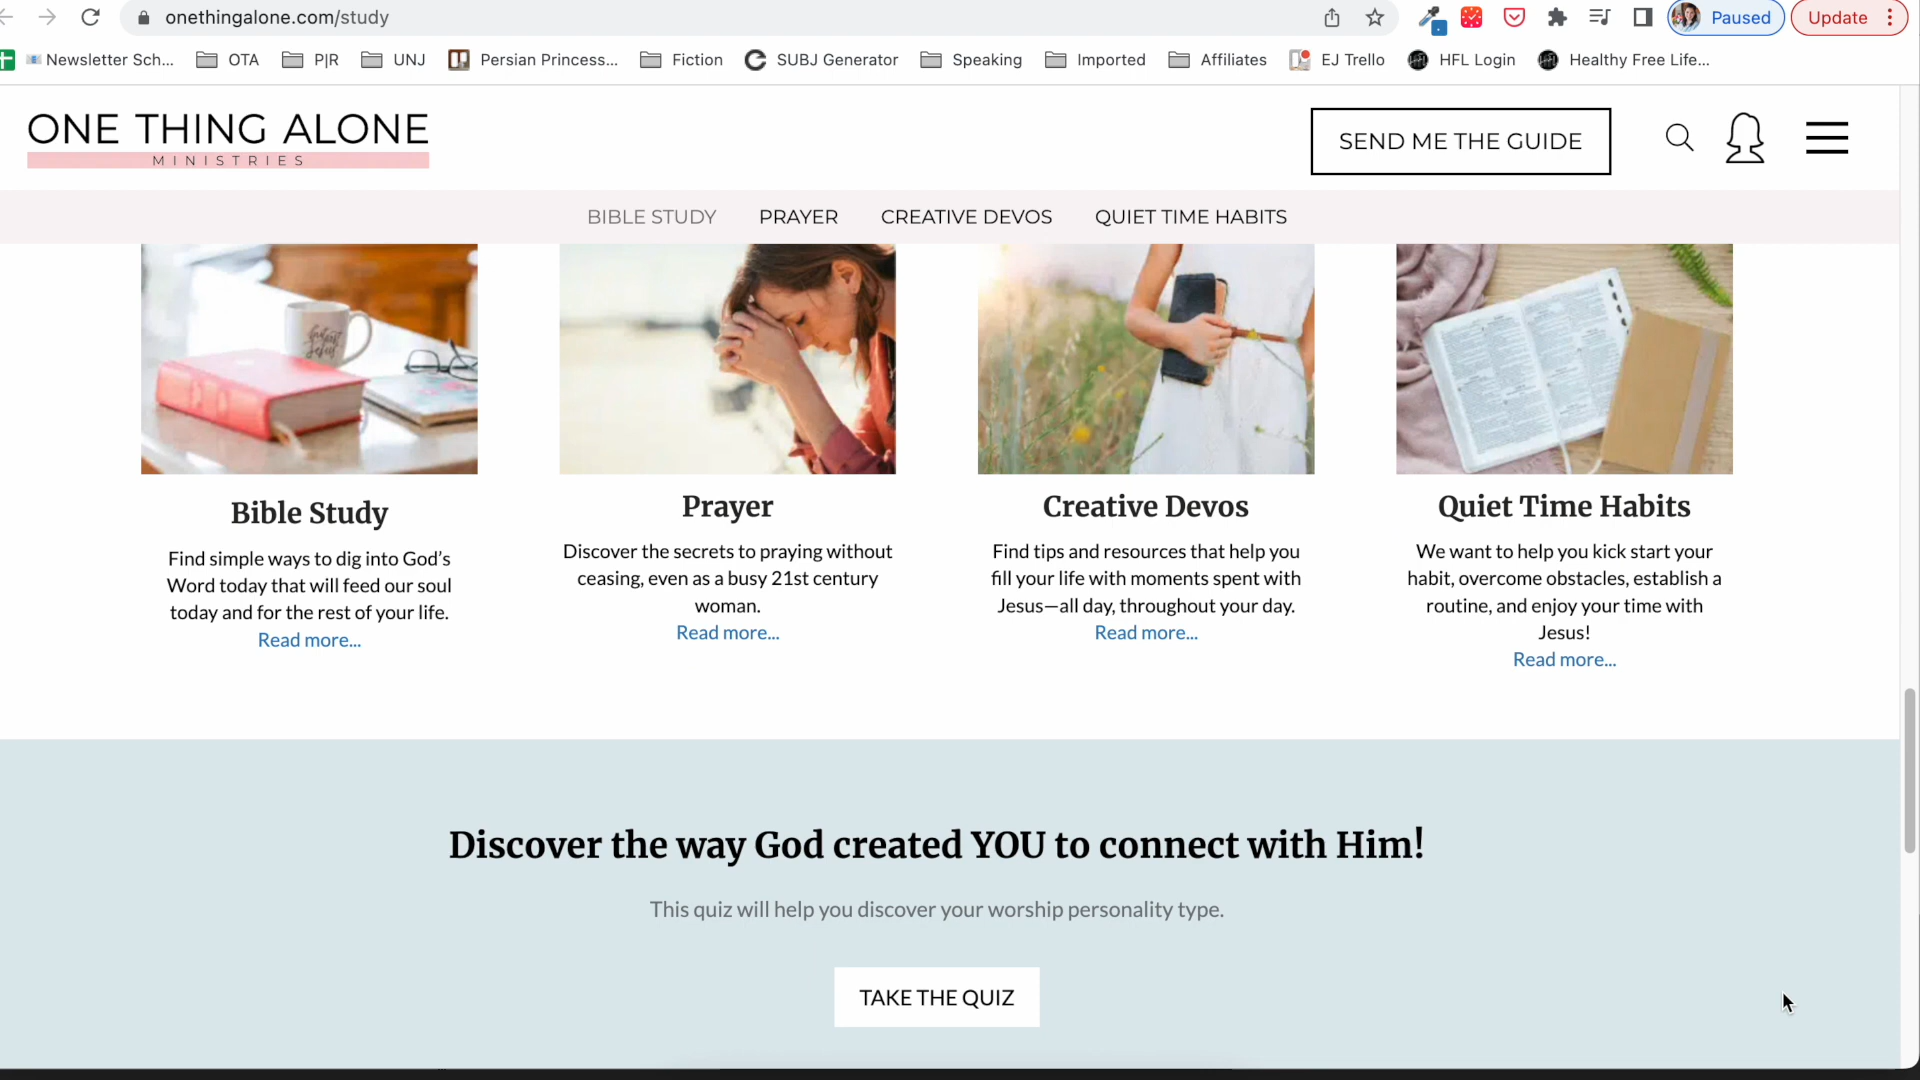 onethingalone.com/study
Paused
Update
Newsletter Sch...
OTA
P|R
UNJ
Persian Princess...
Fiction
SUBJ Generator
Speaking
Imported
Affiliates
EJ Trello
HFL Login
Healthy Free Life...
ONE THING ALONE
MINISTRIES
SEND ME THE GUIDE
BIBLE STUDY
PRAYER
CREATIVE DEVOS
QUIET TIME HABITS
Bible Study
Find simple ways to dig into God’s
Word today that will feed our soul
today and for the rest of your life.
Read more...
Prayer
Discover the secrets to praying without
ceasing, even as a busy 21st century
woman.
Read more...
Creative Devos
Find tips and resources that help you
fill your life with moments spent with
Jesus—all day, throughout your day.
Read more...
Quiet Time Habits
We want to help you kick start your
habit, overcome obstacles, establish a
routine, and enjoy your time with
Jesus!
Read more...
Discover the way God created YOU to connect with Him!
This quiz will help you discover your worship personality type.
TAKE THE QUIZ